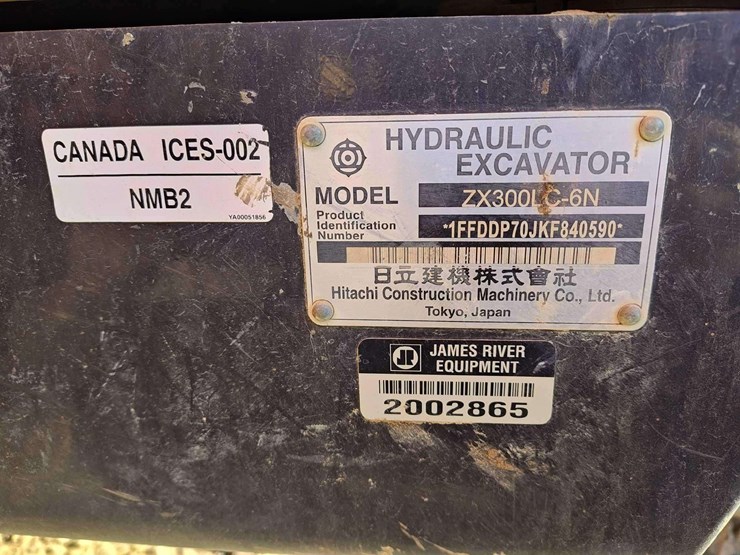 CANADA ICES-002
NMB2
YA00051856
HYDRAULIC
EXCAVATOR
MODEL ZX300LC-6N
Product
Identification
Number
*1FFDDP70JKF840590*
日立建機株式會社
Hitachi Construction Machinery Co., Ltd.
Tokyo, Japan
JAMES RIVER
EQUIPMENT
2002865